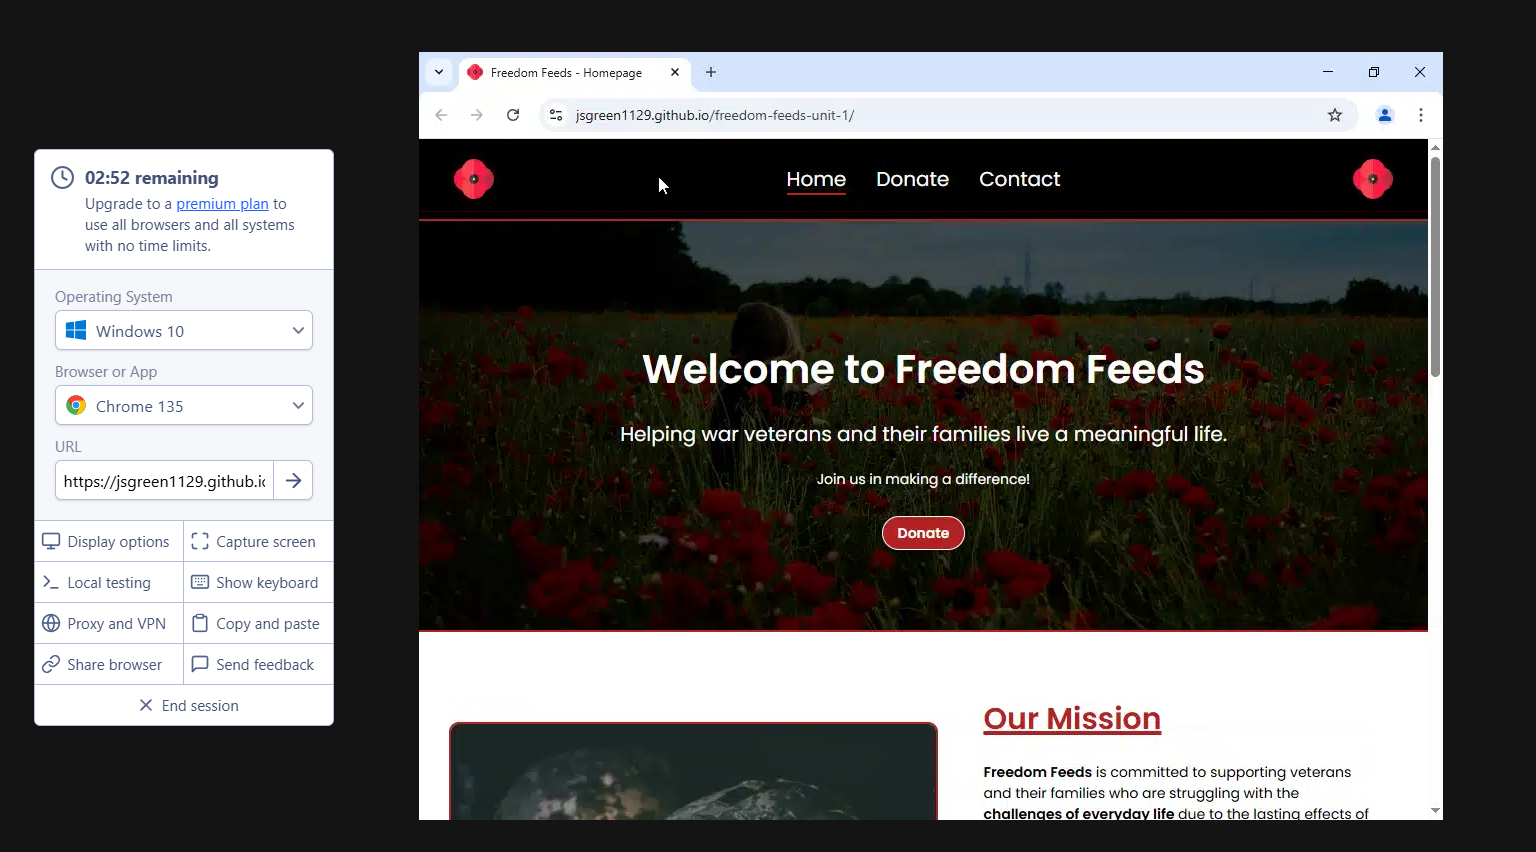 02:52 remaining
Upgrade to a premium plan to
use all browsers and all systems
with no time limits.
Operating System
Windows 10
Browser or App
Chrome 135
URL
https://jsgreen1129.github.io
Display options
Capture screen
Local testing
Show keyboard
Proxy and VPN
Copy and paste
Share browser
Send feedback
End session
Freedom Feeds - Homepage
jsgreen1129.github.io/freedom-feeds-unit-1/
Home
Donate
Contact
Welcome to Freedom Feeds
Helping war veterans and their families live a meaningful life.
Join us in making a difference!
Donate
Our Mission
Freedom Feeds is committed to supporting veterans
and their families who are struggling with the
challenges of everyday life due to the lasting effects of